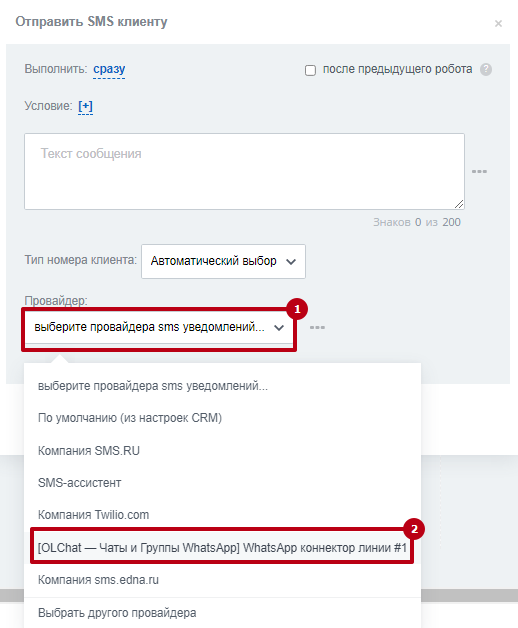 Отправить SMS клиенту
×
Выполнить: сразу
после предыдущего робота ?
Условие: [+]
Текст сообщения
Знаков 0 из 200
Тип номера клиента: Автоматический выбор
Провайдер:
1
выберите провайдера sms уведомлений...
выберите провайдера sms уведомлений...
По умолчанию (из настроек CRM)
Компания SMS.RU
SMS-ассистент
Компания Twilio.com
2
[OLChat — Чаты и Группы WhatsApp] WhatsApp коннектор линии #1
Компания sms.edna.ru
Выбрать другого провайдера